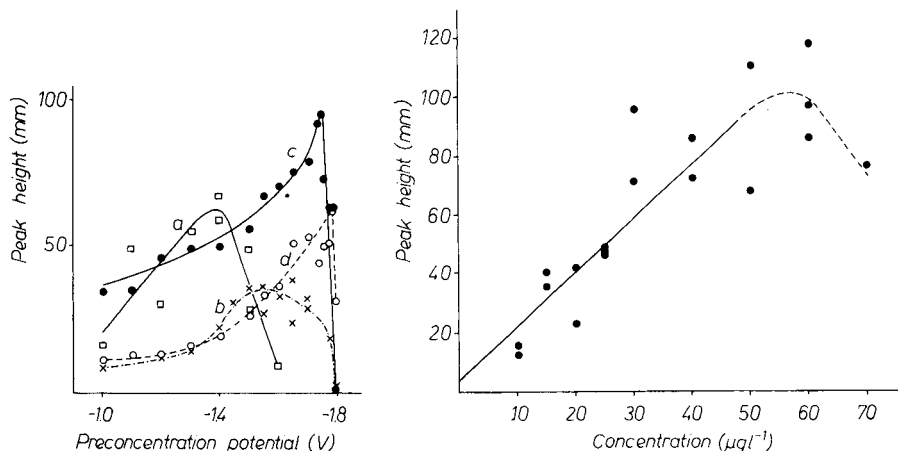 Peak height (mm)
100
50
a
b
c
d
-1.0
-1.4
-1.8
Preconcentration potential (V)
Peak height (mm)
120
100
80
60
40
20
10
20
30
40
50
60
70
Concentration (µgl⁻¹)